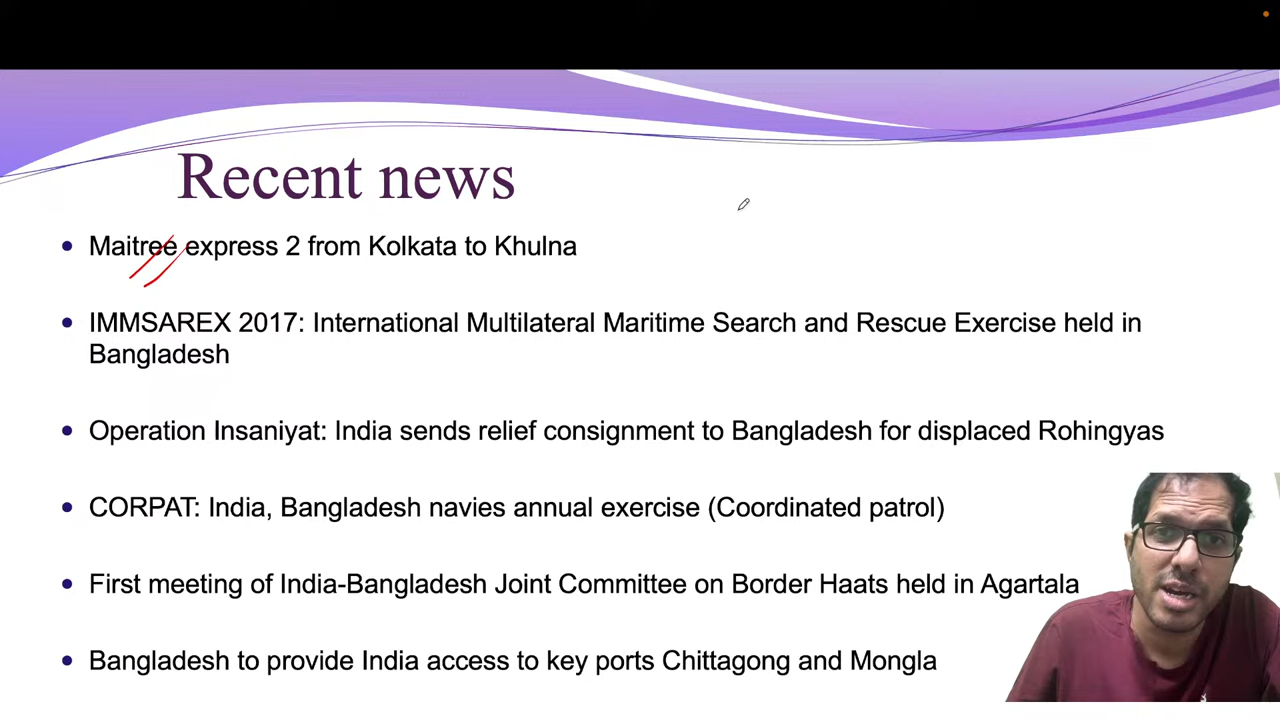 Recent news
Maitree express 2 from Kolkata to Khulna
IMMSAREX 2017: International Multilateral Maritime Search and Rescue Exercise held in
Bangladesh
Operation Insaniyat: India sends relief consignment to Bangladesh for displaced Rohingyas
CORPAT: India, Bangladesh navies annual exercise (Coordinated patrol)
First meeting of India-Bangladesh Joint Committee on Border Haats held in Agartala
Bangladesh to provide India access to key ports Chittagong and Mongla